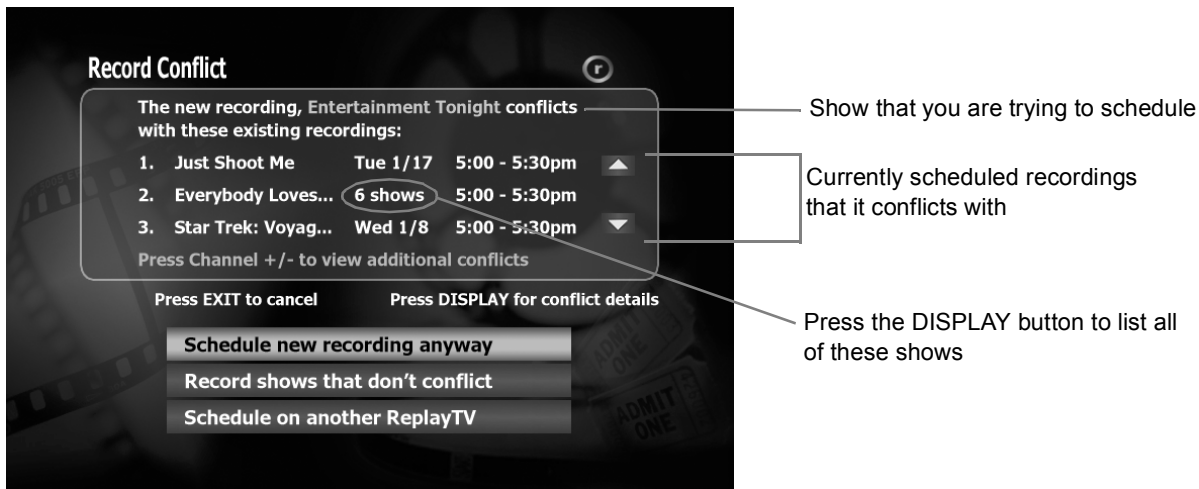 Record Conflict
r
The new recording, Entertainment Tonight conflicts
with these existing recordings:
1. Just Shoot Me Tue 1/17 5:00 - 5:30pm
2. Everybody Loves... 6 shows 5:00 - 5:30pm
3. Star Trek: Voyag... Wed 1/8 5:00 - 5:30pm
Press Channel +/- to view additional conflicts
Press EXIT to cancel Press DISPLAY for conflict details
Schedule new recording anyway
Record shows that don't conflict
Schedule on another ReplayTV
ADMIT
ONE
ADMIT
ONE
Show that you are trying to schedule
Currently scheduled recordings
that it conflicts with
Press the DISPLAY button to list all
of these shows